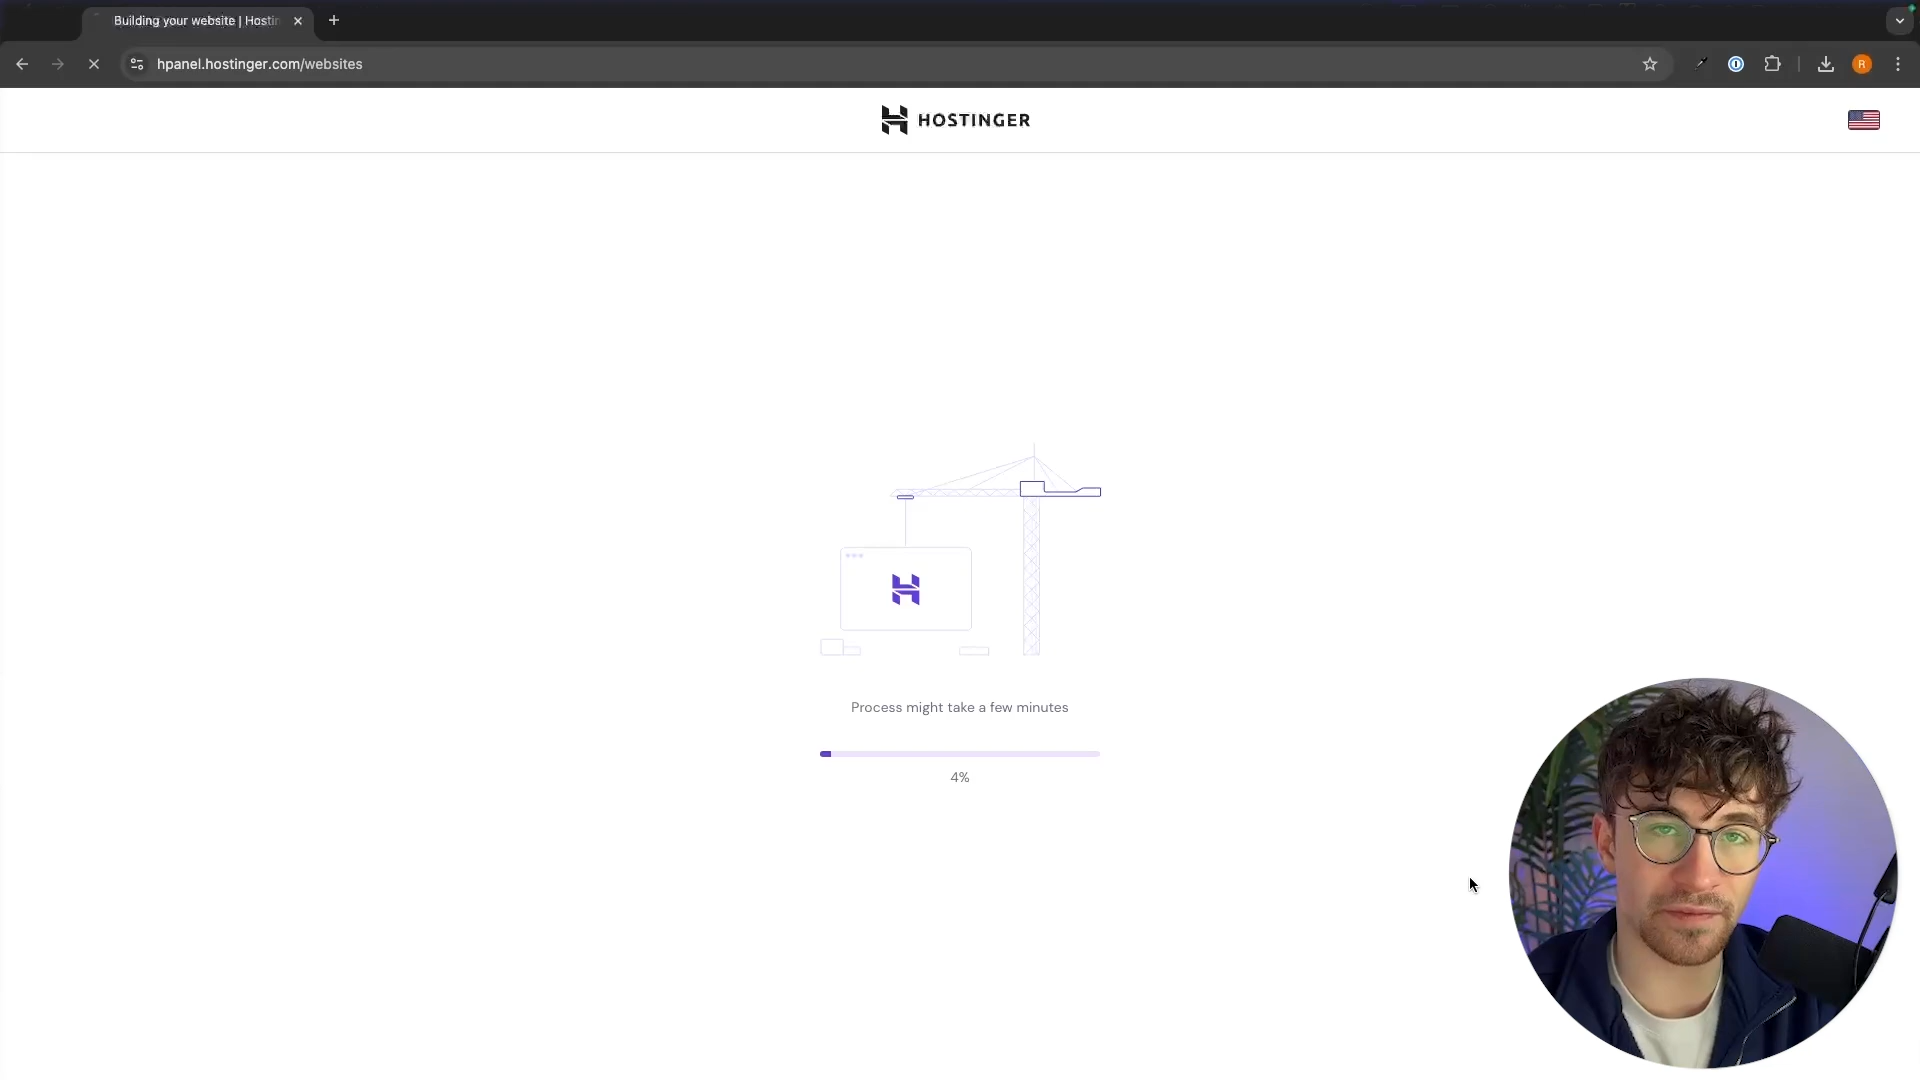 Building your website | Hostin
hpanel.hostinger.com/websites
R
HOSTINGER
Process might take a few minutes
4%